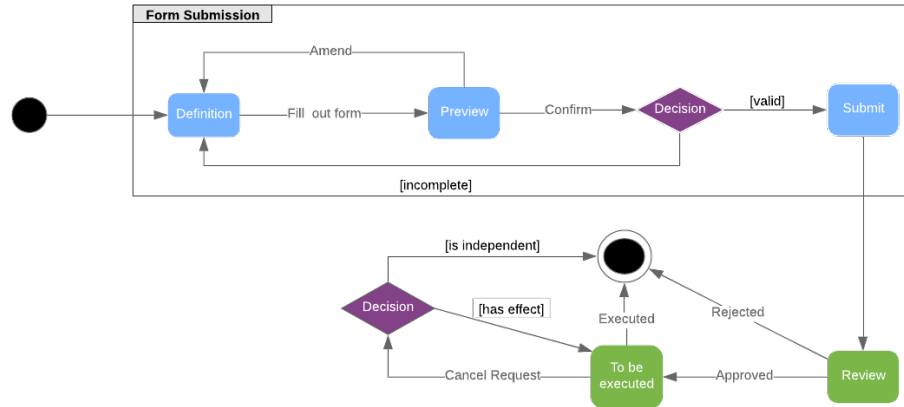 Form Submission
Amend
Definition
Fill out form
Preview
Confirm
Decision
[valid]
Submit
[incomplete]
[is independent]
Decision
[has effect]
Executed
Rejected
Cancel Request
To be
executed
Approved
Review